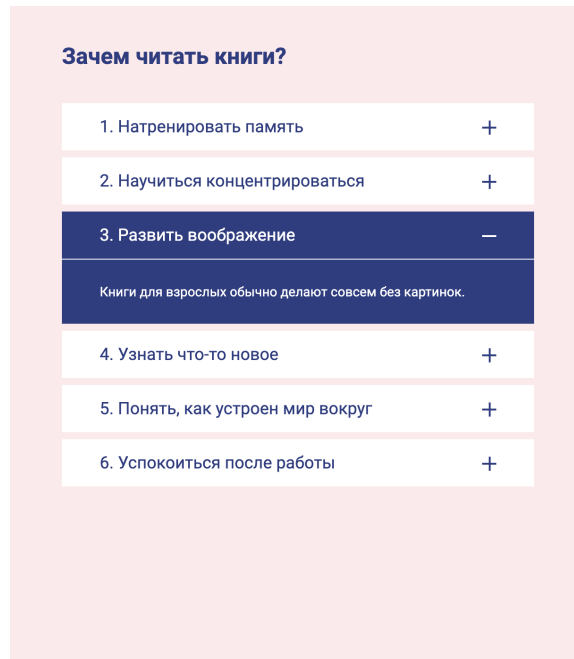 Зачем читать книги?
1. Натренировать память
2. Научиться концентрироваться
3. Развить воображение
Книги для взрослых обычно делают совсем без картинок.
4. Узнать что-то новое
5. Понять, как устроен мир вокруг
6. Успокоиться после работы